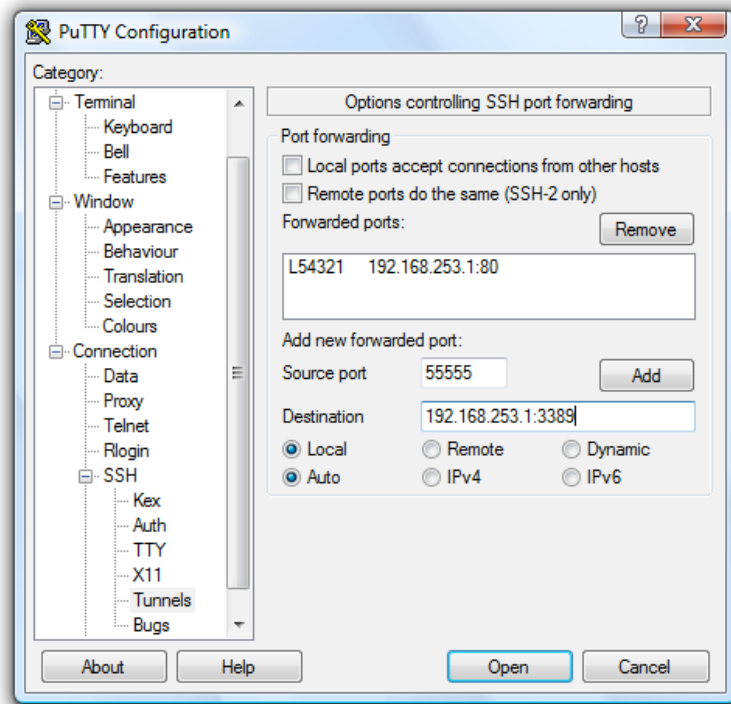 PuTTY Configuration
?
X
Category:
Terminal
Keyboard
Bell
Features
Window
Appearance
Behaviour
Translation
Selection
Colours
Connection
Data
Proxy
Telnet
Rlogin
SSH
Kex
Auth
TTY
X11
Tunnels
Bugs
Options controlling SSH port forwarding
Port forwarding
Local ports accept connections from other hosts
Remote ports do the same (SSH-2 only)
Forwarded ports:
Remove
L54321 192.168.253.1:80
Add new forwarded port:
Source port 55555 Add
Destination 192.168.253.1:3389
Local Remote Dynamic
Auto IPv4 IPv6
About Help Open Cancel